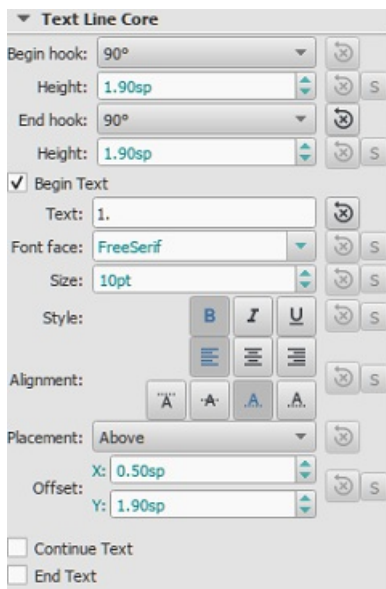 Text Line Core
Begin hook: 90°
Height: 1.90sp
S
End hook: 90°
Height: 1.90sp
S
Begin Text
Text: 1.
Font face: FreeSerif
S
Size: 10pt
S
Style: B I U
S
Alignment:
A A A A
S
Placement: Above
Offset: X: 0.50sp
Y: 1.90sp
S
Continue Text
End Text